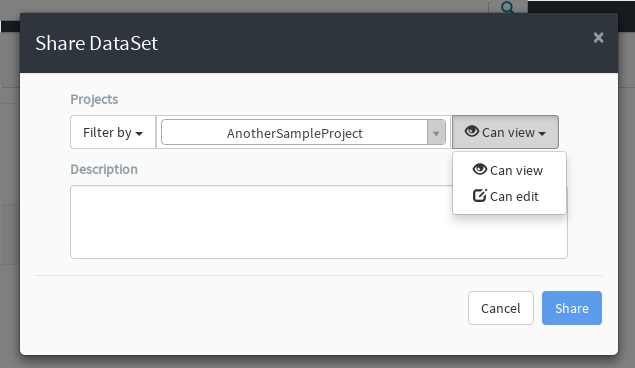 Share DataSet
×
Projects
Filter by
AnotherSampleProject
Can view
Description
Can view
Can edit
Cancel
Share